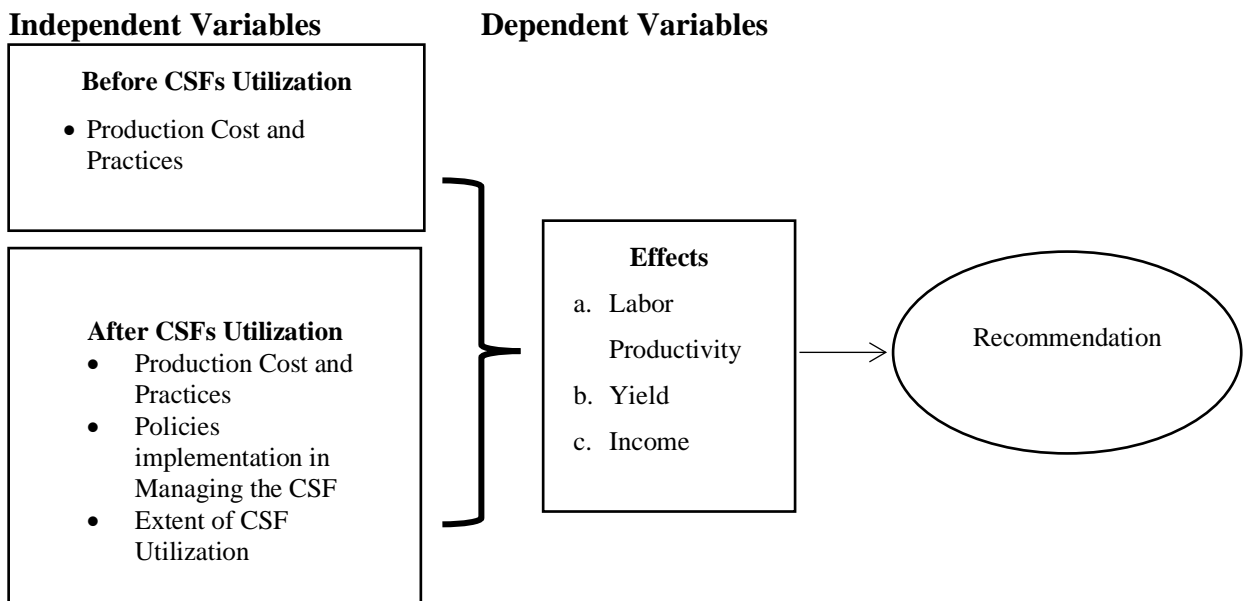 Independent Variables
Dependent Variables
Before CSFs Utilization
• Production Cost and
Practices
After CSFs Utilization
• Production Cost and
Practices
• Policies
implementation in
Managing the CSF
• Extent of CSF
Utilization
Effects
a. Labor
Productivity
b. Yield
c. Income
Recommendation